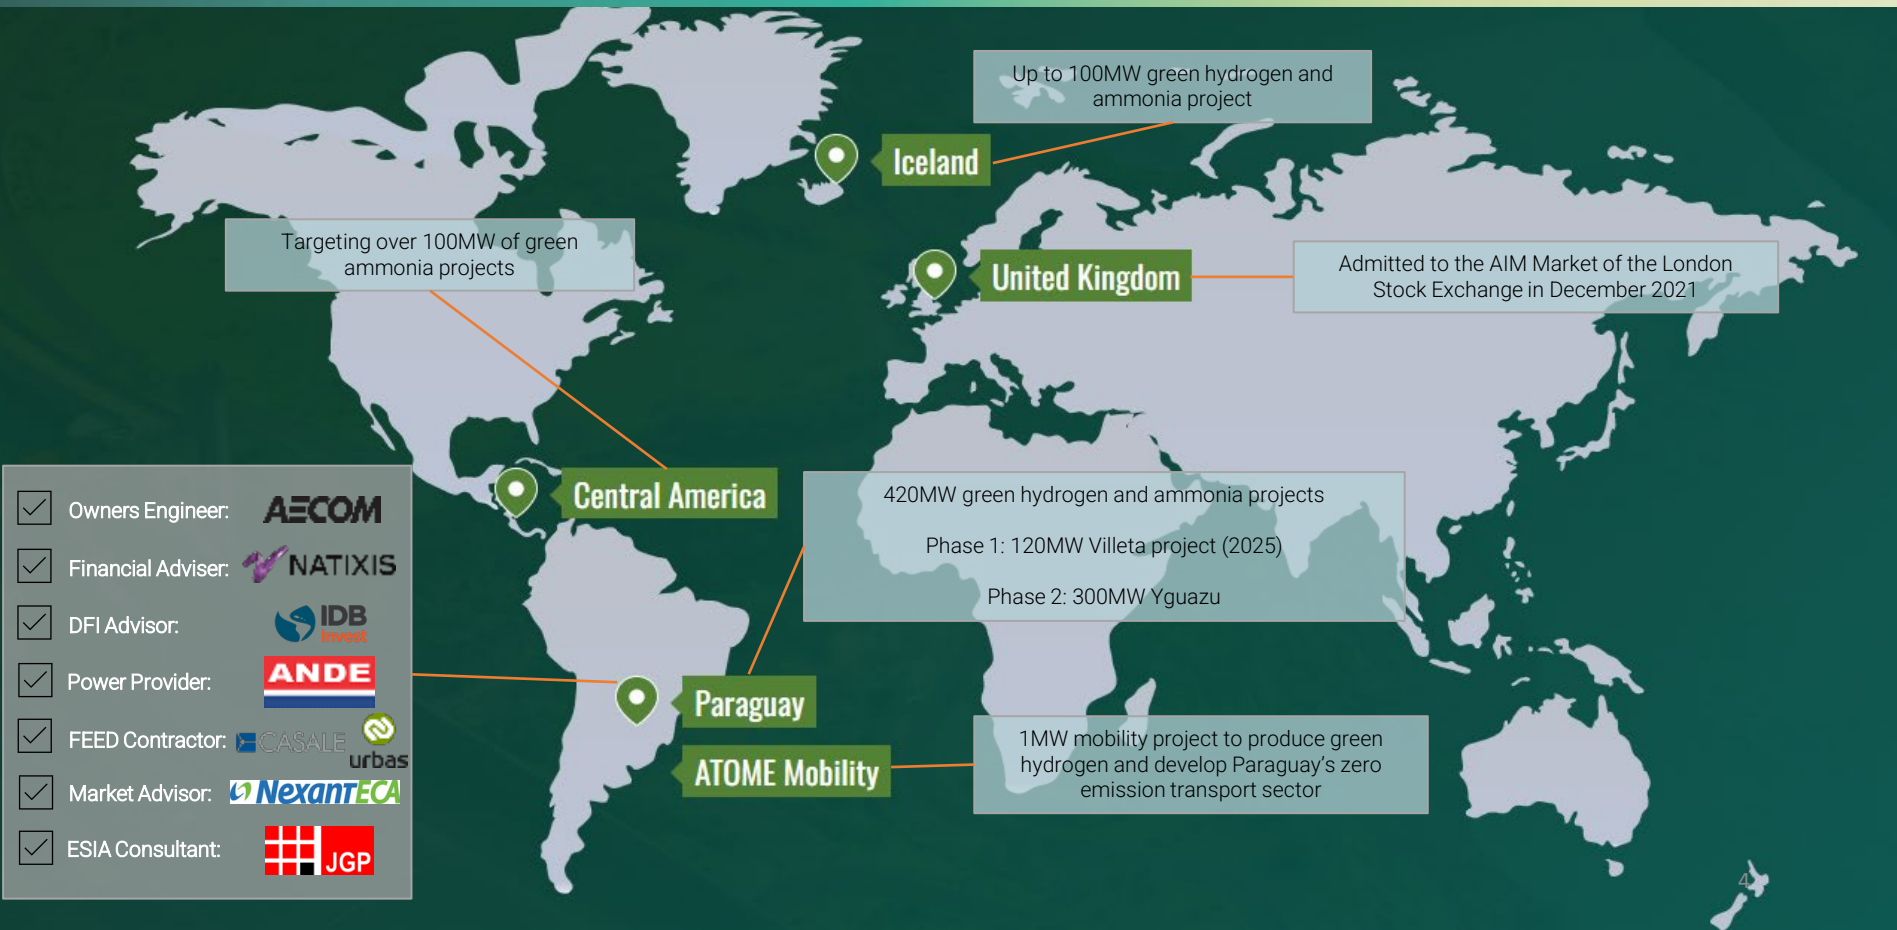 Up to 100MW green hydrogen and
ammonia project
Iceland
Targeting over 100MW of green
ammonia projects
United Kingdom
Admitted to the AIM Market of the London
Stock Exchange in December 2021
Central America
420MW green hydrogen and ammonia projects
Phase 1: 120MW Villeta project (2025)
Phase 2: 300MW Yguazu
Paraguay
ATOME Mobility
1MW mobility project to produce green
hydrogen and develop Paraguay's zero
emission transport sector
Owners Engineer: AECOM
Financial Adviser: NATIXIS
DFI Advisor: IDB
Invest
Power Provider: ANDE
FEED Contractor: CASALE urbas
Market Advisor: NexantECA
ESIA Consultant: JGP
4